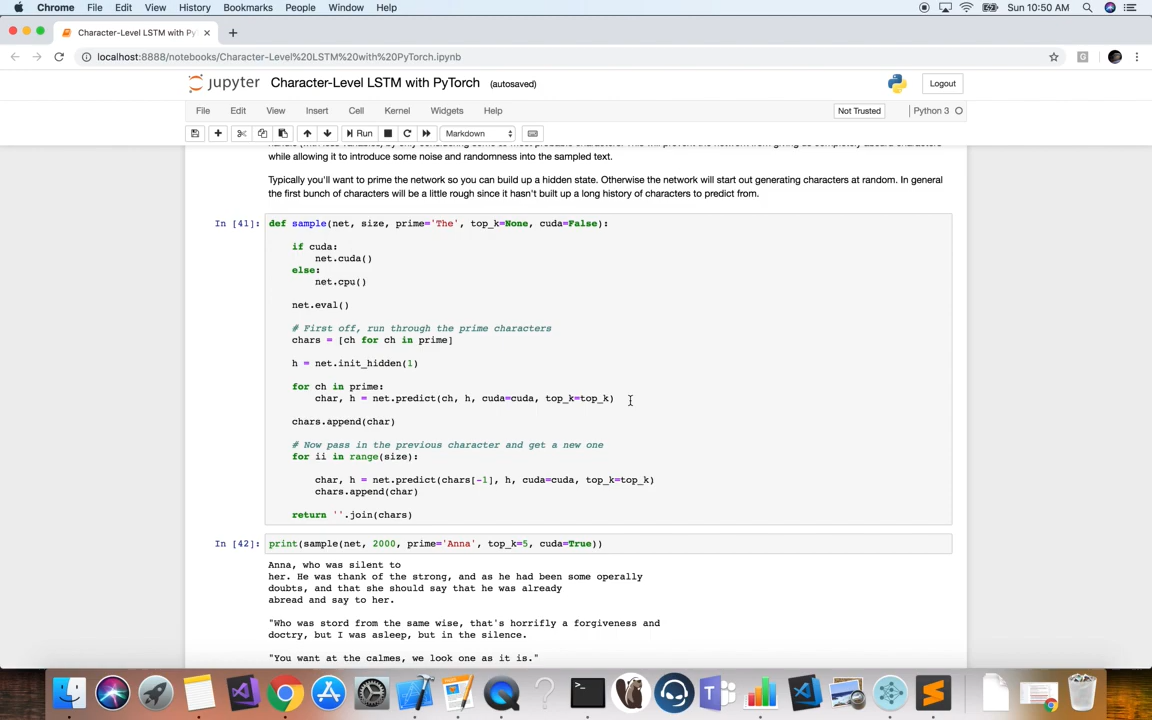 Chrome File Edit View History Bookmarks People Window Help Sun 10:50 AM
Character-Level LSTM with Py
localhost:8888/notebooks/Character-Level%20LSTM%20with%20PyTorch.ipynb
jupyter Character-Level LSTM with PyTorch (autosaved) Logout
File Edit View Insert Cell Kernel Widgets Help Not Trusted Python 3
Run Markdown
while allowing it to introduce some noise and randomness into the sampled text.
Typically you'll want to prime the network so you can build up a hidden state. Otherwise the network will start out generating characters at random. In general
the first bunch of characters will be a little rough since it hasn't built up a long history of characters to predict from.
In [41]: def sample(net, size, prime='The', top_k=None, cuda=False):
if cuda:
net.cuda()
else:
net.cpu()
net.eval()
# First off, run through the prime characters
chars = [ch for ch in prime]
h = net.init_hidden(1)
for ch in prime:
char, h = net.predict(ch, h, cuda=cuda, top_k=top_k)
chars.append(char)
# Now pass in the previous character and get a new one
for ii in range(size):
char, h = net.predict(chars[-1], h, cuda=cuda, top_k=top_k)
chars.append(char)
return ''.join(chars)
In [42]: print(sample(net, 2000, prime='Anna', top_k=5, cuda=True))
Anna, who was silent to
her. He was thank of the strong, and as he had been some operally
doubts, and that she should say that he was already
abread and say to her.
"Who was stord from the same wise, that's horrifly a forgiveness and
doctry, but I was asleep, but in the silence.
"You want at the calmes, we look one as it is."